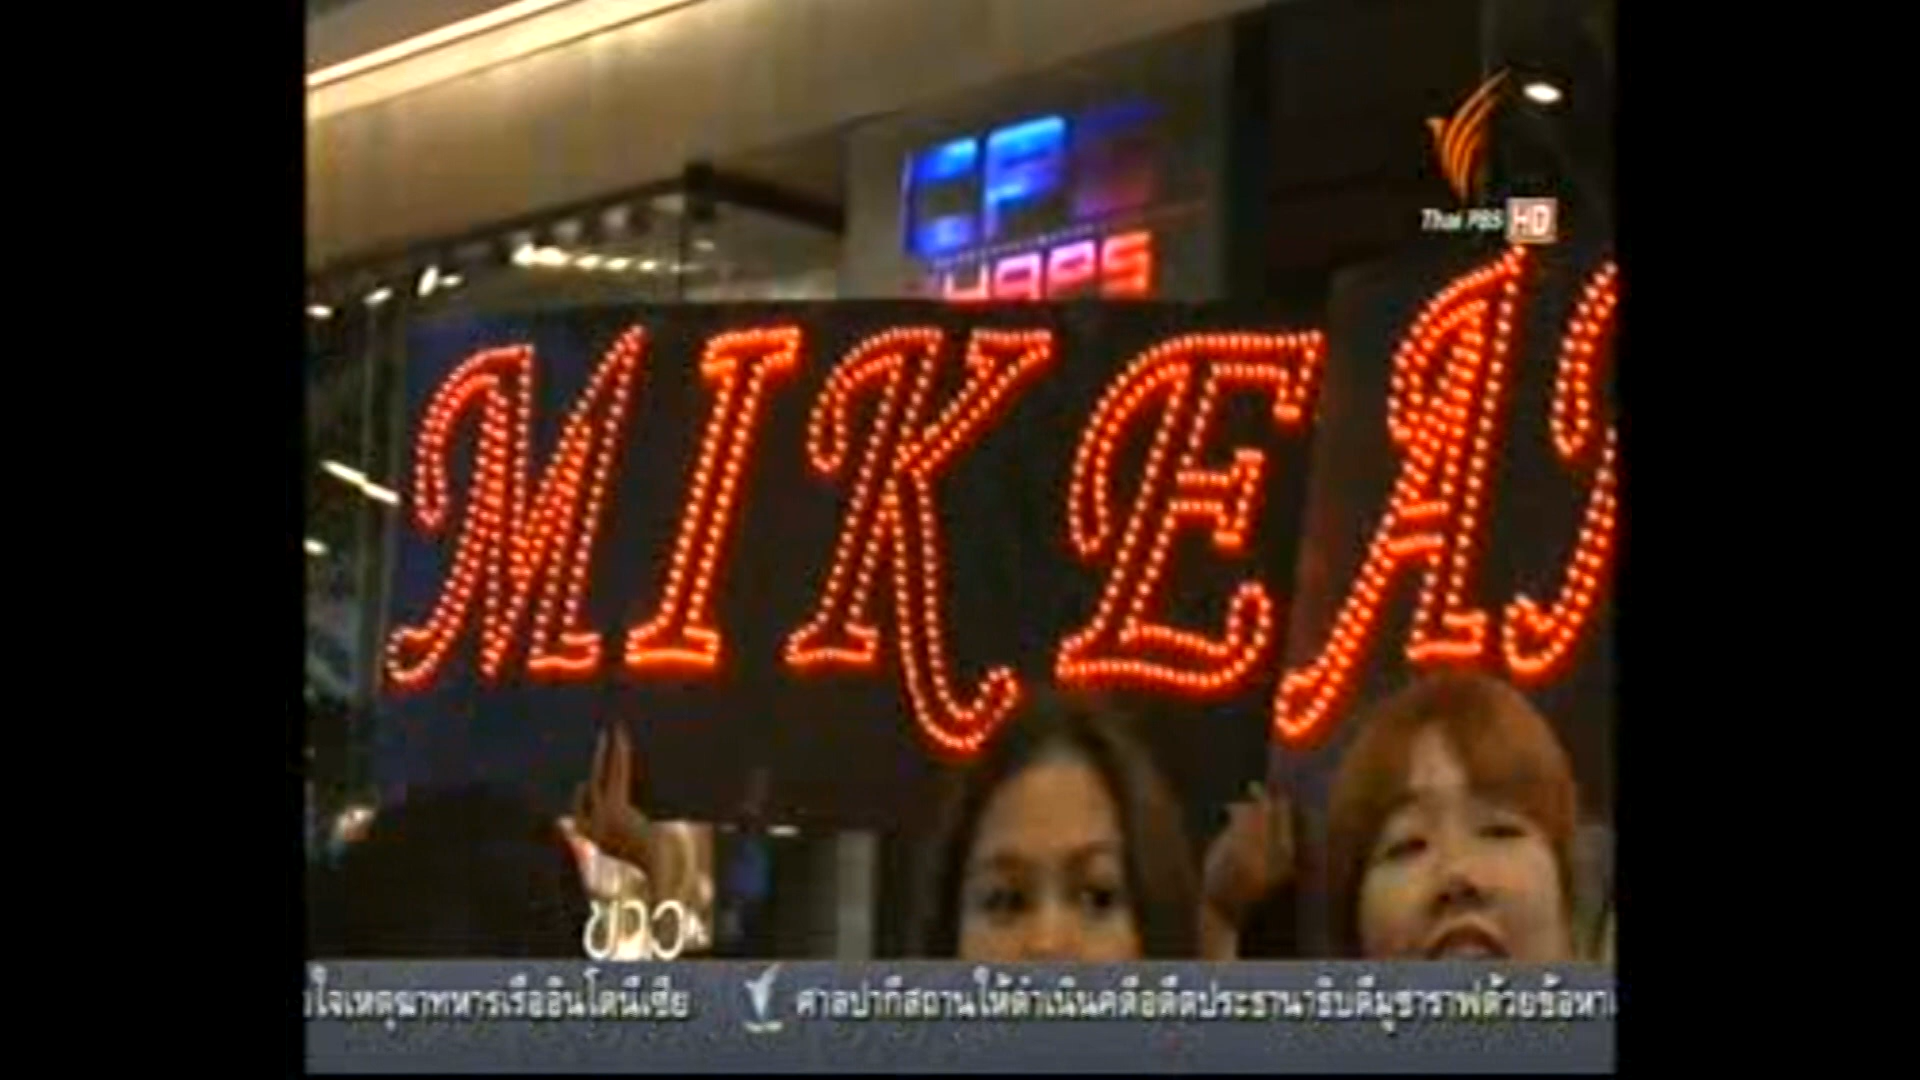 CPS
CHAPS
Thai PBS HD
MIKEA
ข่าว
ใจเหตุฆาทหารเรืออินโดนีเซีย
ศาลปากีสถานให้ดำเนินคดีอดีตประธานาธิบดีมูชาราฟด้วยข้อหา